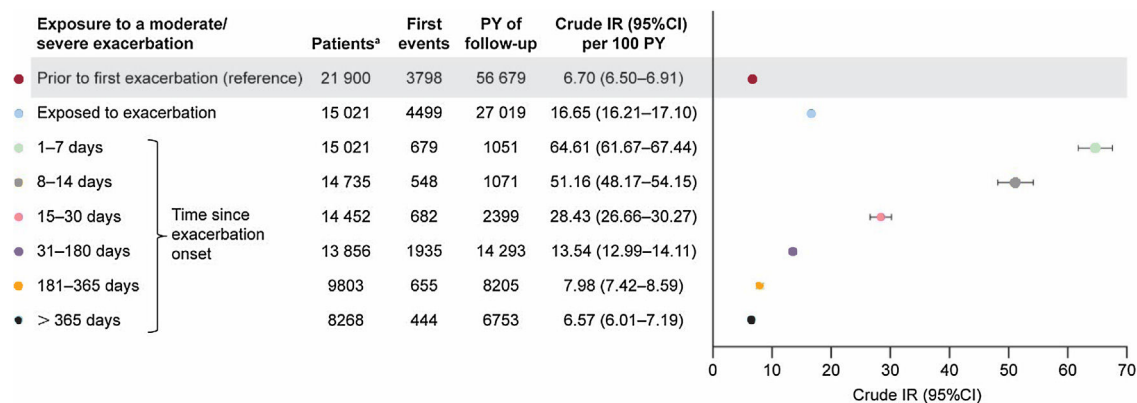 Exposure to a moderate/
severe exacerbation
Patientsᵃ
First
events
PY of
follow-up
Crude IR (95%CI)
per 100 PY
Prior to first exacerbation (reference) 21 900 3798 56 679 6.70 (6.50–6.91)
Exposed to exacerbation 15 021 4499 27 019 16.65 (16.21–17.10)
1–7 days 15 021 679 1051 64.61 (61.67–67.44)
8–14 days 14 735 548 1071 51.16 (48.17–54.15)
15–30 days 14 452 682 2399 28.43 (26.66–30.27)
31–180 days 13 856 1935 14 293 13.54 (12.99–14.11)
181–365 days 9803 655 8205 7.98 (7.42–8.59)
> 365 days 8268 444 6753 6.57 (6.01–7.19)
Time since
exacerbation
onset
0 10 20 30 40 50 60 70
Crude IR (95%CI)